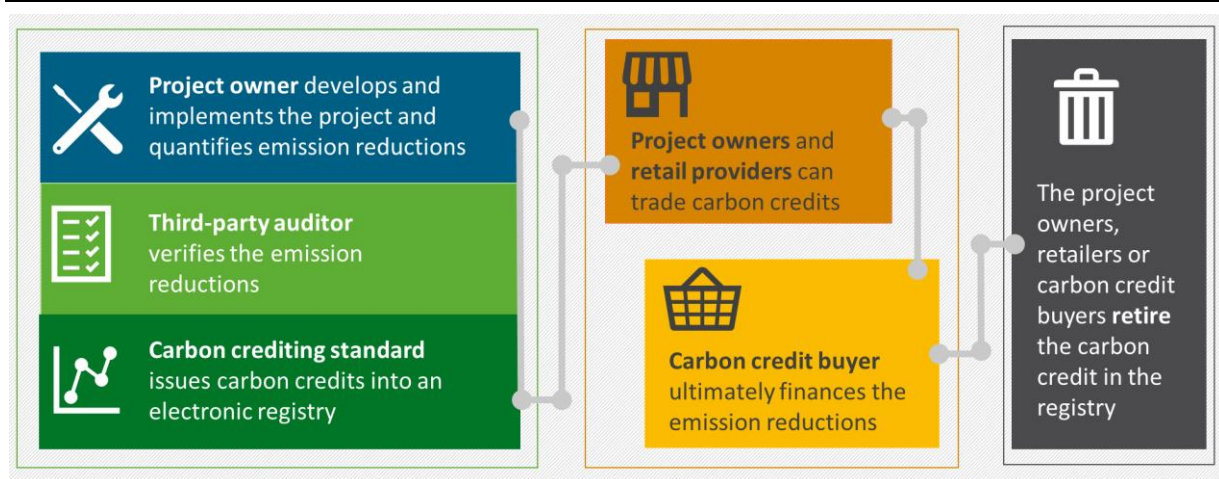 Project owner develops and
implements the project and
quantifies emission reductions
Third-party auditor
verifies the emission
reductions
Carbon crediting standard
issues carbon credits into an
electronic registry
Project owners and
retail providers can
trade carbon credits
Carbon credit buyer
ultimately finances the
emission reductions
The project
owners,
retailers or
carbon credit
buyers retire
the carbon
credit in the
registry